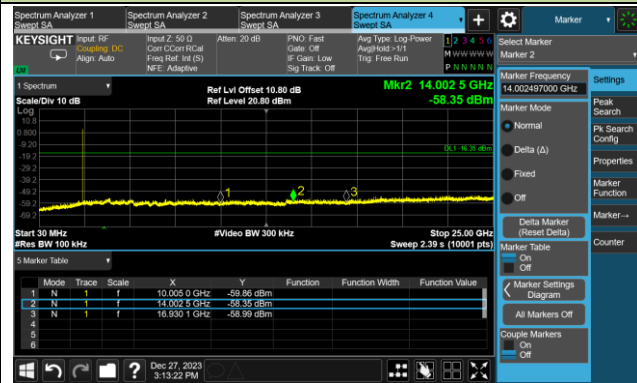 Spectrum Analyzer 1 Spectrum Analyzer 2 Spectrum Analyzer 3 Spectrum Analyzer 4 Marker
Swept SA Swept SA Swept SA Swept SA
KEYSIGHT Input: RF Input Z: 50 Ω Atten: 20 dB PNO: Fast Avg Type: Log-Power 1 2 3 4 5 6
Coupling: DC Corr CCorr RCal Gate: Off Avg|Hold:>1/1 M W W W W W
Align: Auto Freq Ref: Int (S) IF Gain: Low Trig: Free Run
NFE: Adaptive Sig Track: Off P N N N N N
LXI
Select Marker
Marker 2
1 Spectrum Ref Lvl Offset 10.80 dB Mkr2 14.002 5 GHz
Scale/Div 10 dB Ref Level 20.80 dBm -58.35 dBm
Log
10.8
0.800
-9.20
DL1 -16.35 dBm
-19.2
-29.2
-39.2
-49.2
-59.2
-69.2
1 2 3
Start 30 MHz #Video BW 300 kHz Stop 25.00 GHz
#Res BW 100 kHz Sweep 2.39 s (10001 pts)
5 Marker Table
Mode Trace Scale X Y Function Function Width Function Value
1 N 1 f 10.005 0 GHz -59.86 dBm
2 N 1 f 14.002 5 GHz -58.35 dBm
3 N 1 f 16.930 1 GHz -58.99 dBm
4
5
6
Marker Frequency
14.002497000 GHz
Marker Mode
Normal
Delta (Δ)
Fixed
Off
Delta Marker
(Reset Delta)
Marker Table
On
Off
Marker Settings
Diagram
All Markers Off
Couple Markers
On
Off
Settings
Peak
Search
Pk Search
Config
Properties
Marker
Function
Marker→
Counter
Dec 27, 2023
3:13:22 PM